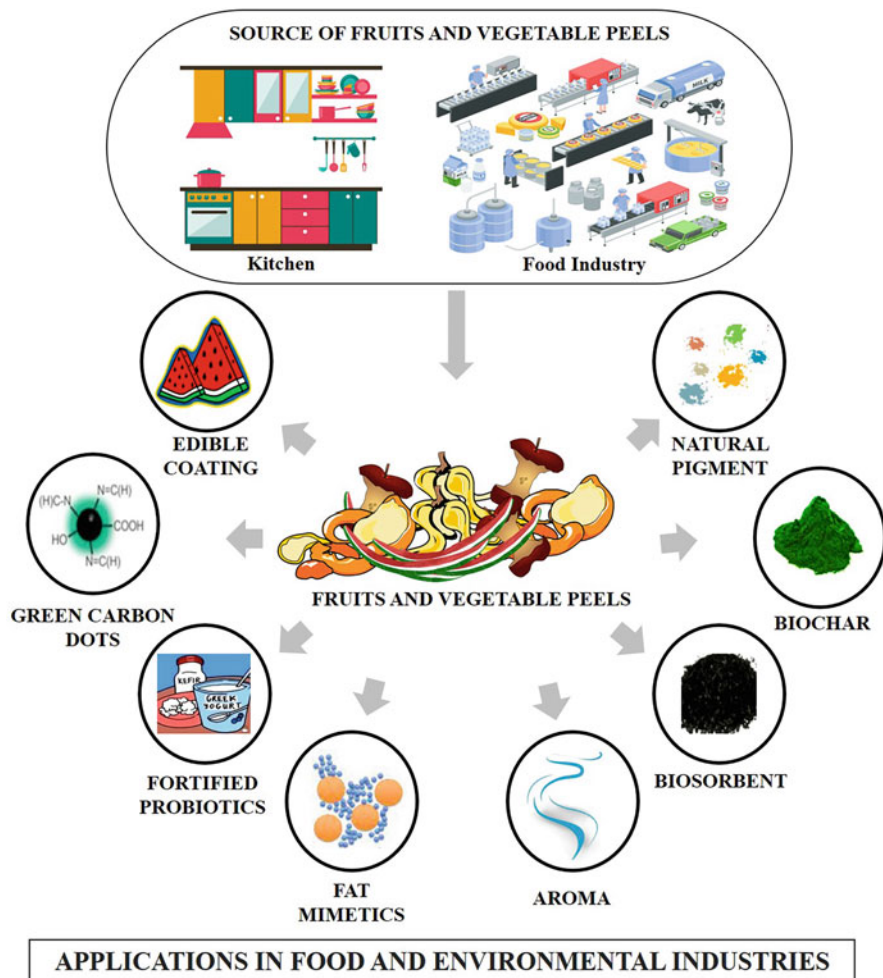 SOURCE OF FRUITS AND VEGETABLE PEELS
MILK
Kitchen
Food Industry
EDIBLE
COATING
NATURAL
PIGMENT
N=C(H)
(H)C-N
COOH
HO
N=C(H)
GREEN CARBON
DOTS
FRUITS AND VEGETABLE PEELS
BIOCHAR
KEFIR
GREEK
YOGURT
FORTIFIED
PROBIOTICS
BIOSORBENT
FAT
MIMETICS
AROMA
APPLICATIONS IN FOOD AND ENVIRONMENTAL INDUSTRIES